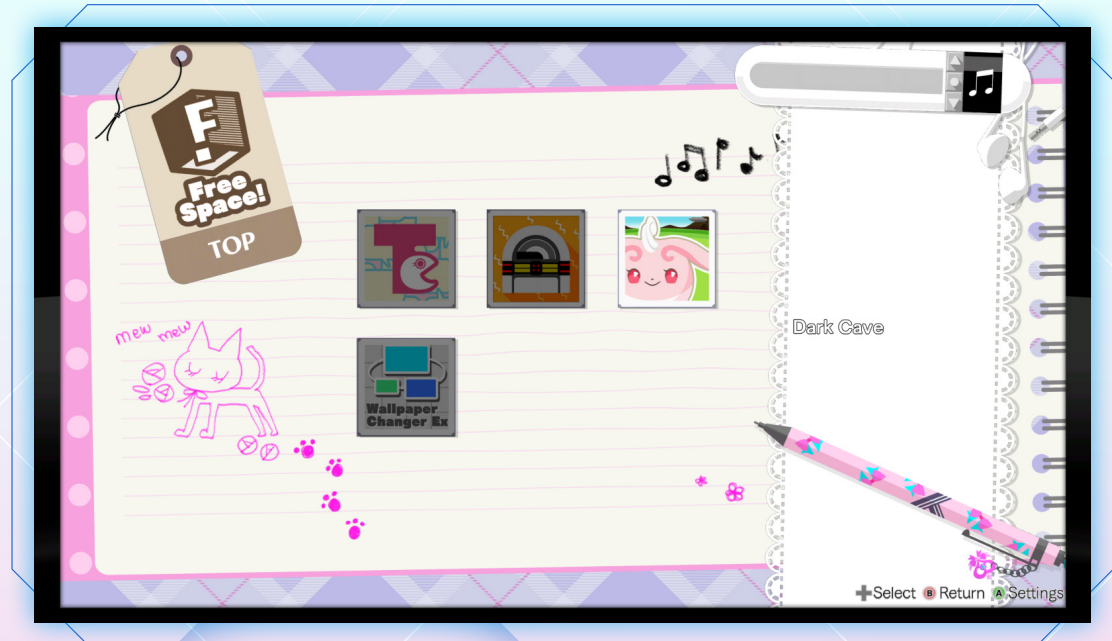 F!
Free
Space!
TOP
mew mew
T
Wallpaper
Changer Ex
Dark Cave
Select B Return A Settings